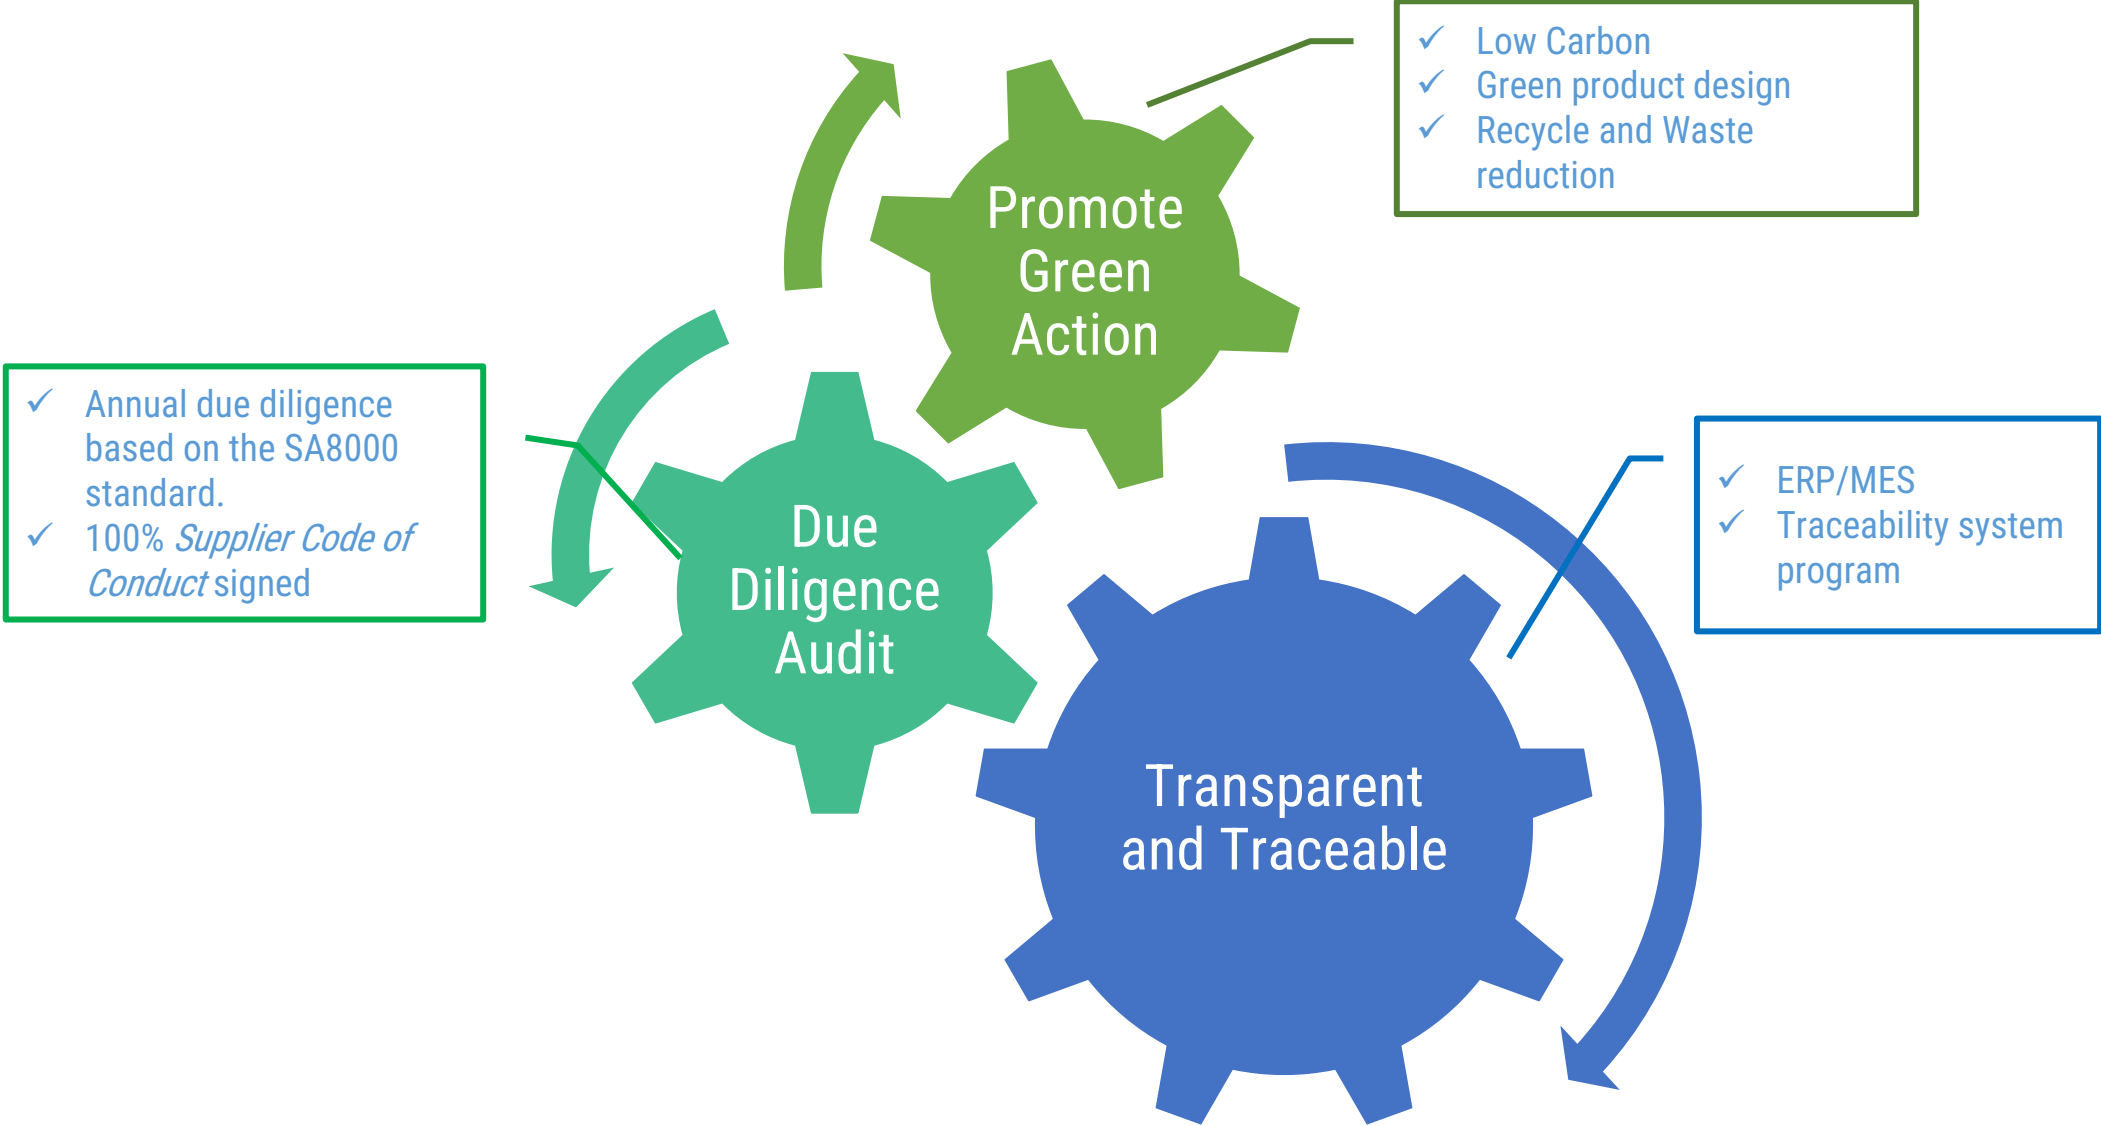 Low Carbon
Green product design
Recycle and Waste
reduction
Promote
Green
Action
Annual due diligence
based on the SA8000
standard.
100% Supplier Code of
Conduct signed
Due
Diligence
Audit
ERP/MES
Traceability system
program
Transparent
and Traceable